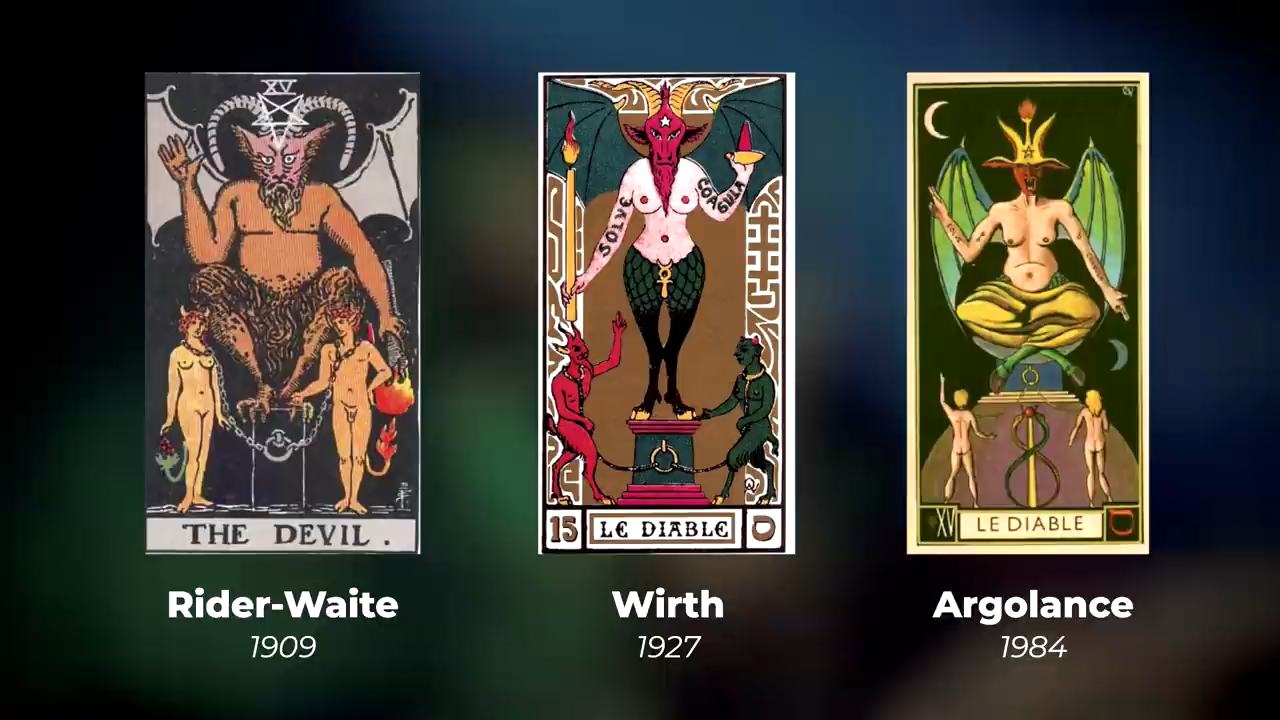 XV
THE DEVIL.
Rider-Waite
1909
SOLVE
COAGULA
15
LE DIABLE
Wirth
1927
XV
LE DIABLE
Argolance
1984